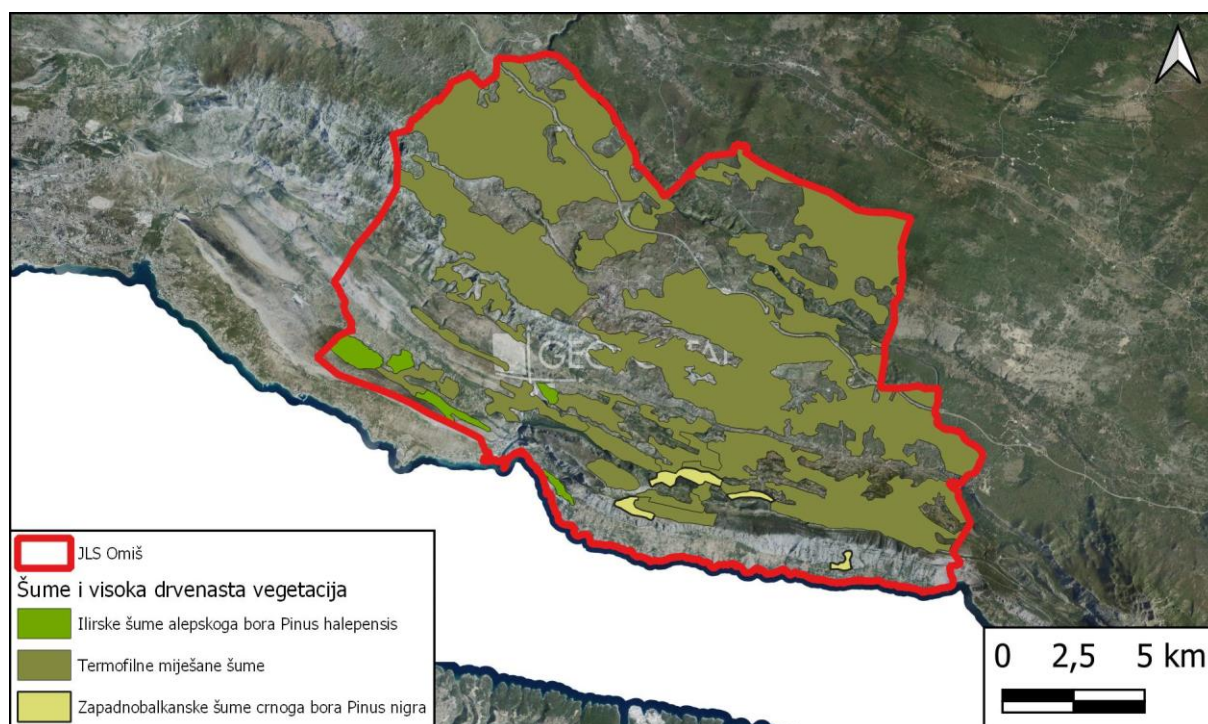 JLS Omiš
Šume i visoka drvenasta vegetacija
Ilirske šume alepskoga bora Pinus halepensis
Termofilne miješane šume
Zapadnobalkanske šume crnoga bora Pinus nigra
0 2,5 5 km